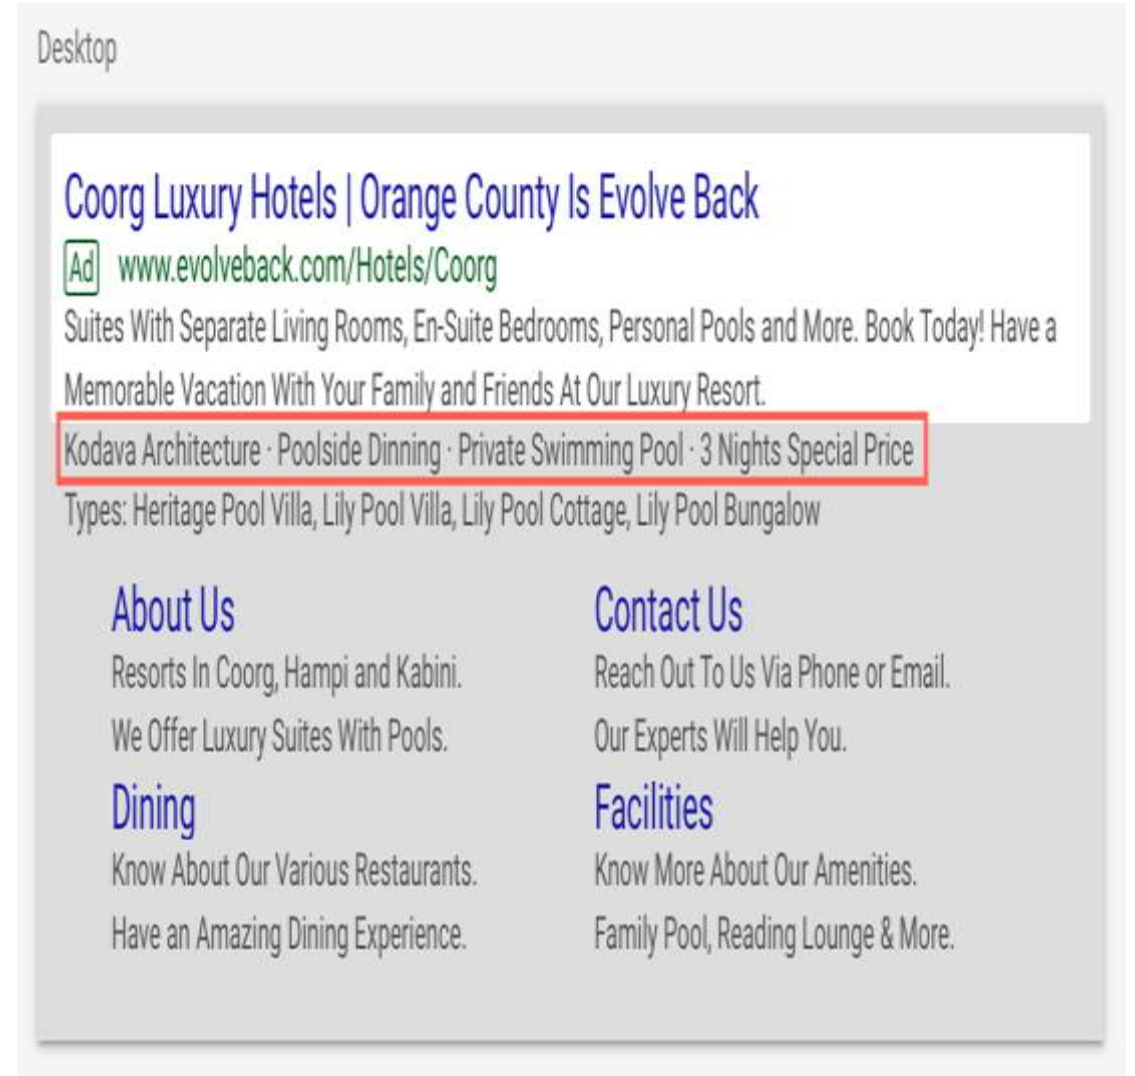 Desktop
Coorg Luxury Hotels | Orange County Is Evolve Back
Ad www.evolveback.com/Hotels/Coorg
Suites With Separate Living Rooms, En-Suite Bedrooms, Personal Pools and More. Book Today! Have a
Memorable Vacation With Your Family and Friends At Our Luxury Resort.
Kodava Architecture · Poolside Dinning · Private Swimming Pool · 3 Nights Special Price
Types: Heritage Pool Villa, Lily Pool Villa, Lily Pool Cottage, Lily Pool Bungalow
About Us
Resorts In Coorg, Hampi and Kabini.
We Offer Luxury Suites With Pools.
Contact Us
Reach Out To Us Via Phone or Email.
Our Experts Will Help You.
Dining
Know About Our Various Restaurants.
Have an Amazing Dining Experience.
Facilities
Know More About Our Amenities.
Family Pool, Reading Lounge & More.